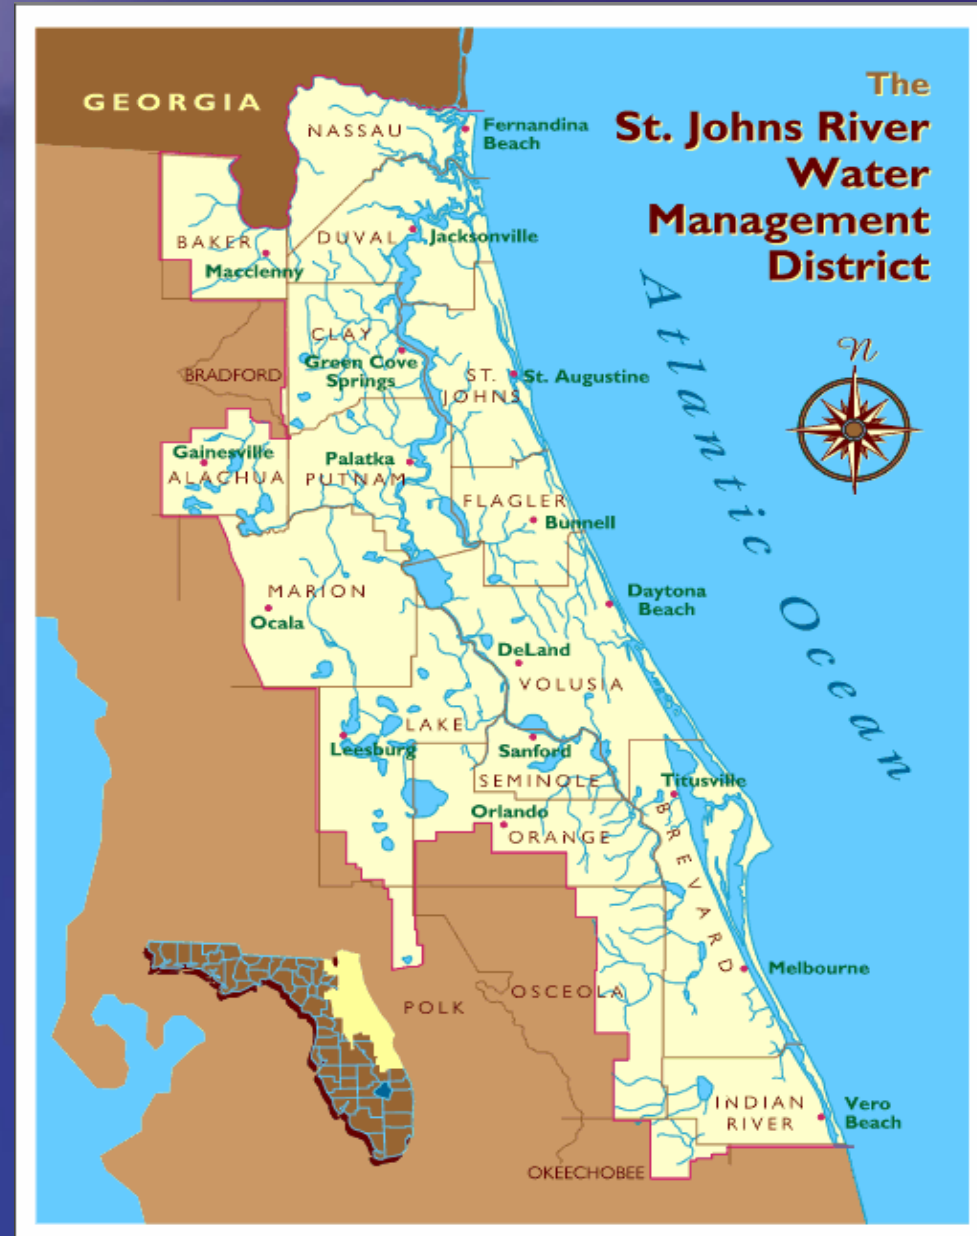 The
St. Johns River
Water
Management
District
GEORGIA
NASSAU
Fernandina
Beach
BAKER
DUVAL
Jacksonville
Macclenny
CLAY
Green Cove
Springs
BRADFORD
ST.
JOHNS
St. Augustine
N
Atlantic Ocean
Gainesville
ALACHUA
Palatka
PUTNAM
FLAGLER
Bunnell
MARION
Ocala
Daytona
Beach
DeLand
VOLUSIA
LAKE
Leesburg
Sanford
SEMINOLE
Titusville
Orlando
ORANGE
BREVARD
Melbourne
OSCEOLA
POLK
INDIAN
RIVER
Vero
Beach
OKEECHOBEE